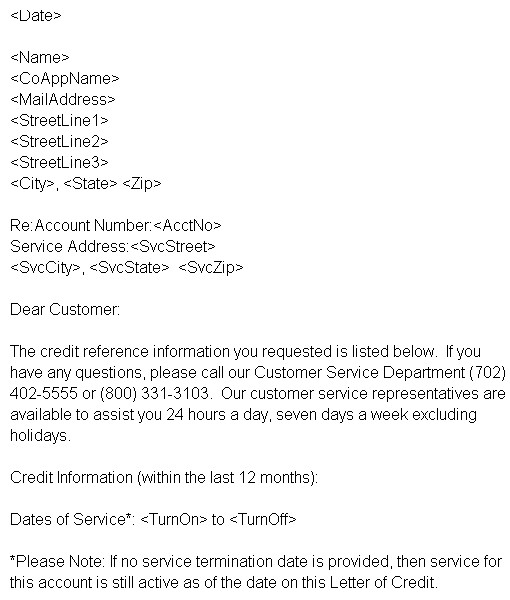 <Date>
<Name>
<CoAppName>
<MailAddress>
<StreetLine1>
<StreetLine2>
<StreetLine3>
<City>, <State> <Zip>
Re:Account Number:<AcctNo>
Service Address:<SvcStreet>
<SvcCity>, <SvcState>  <SvcZip>
Dear Customer:
The credit reference information you requested is listed below.  If you
have any questions, please call our Customer Service Department (702)
402-5555 or (800) 331-3103.  Our customer service representatives are
available to assist you 24 hours a day, seven days a week excluding
holidays.
Credit Information (within the last 12 months):
Dates of Service*: <TurnOn> to <TurnOff>
*Please Note: If no service termination date is provided, then service for
this account is still active as of the date on this Letter of Credit.